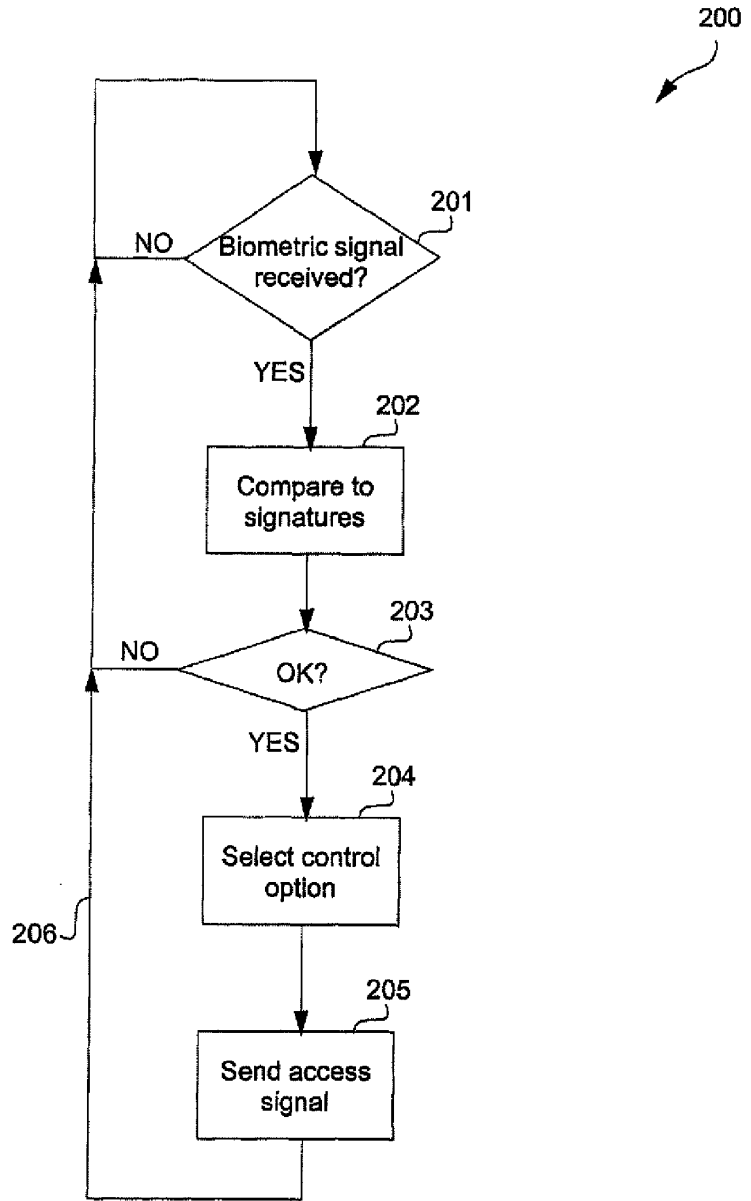 200
201
Biometric signal
received?
NO
YES
202
Compare to
signatures
203
NO
OK?
YES
204
Select control
option
206
205
Send access
signal